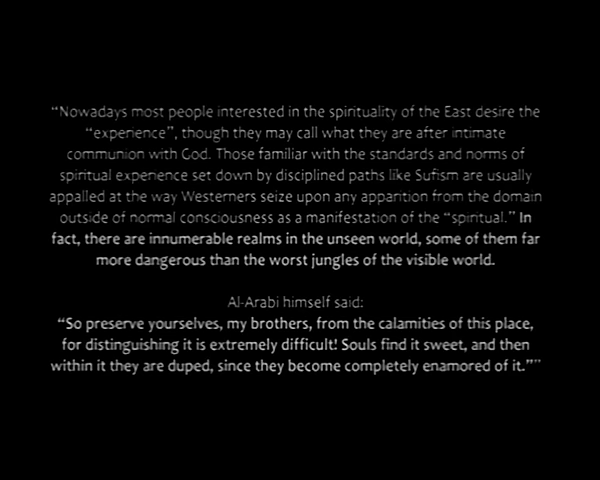 “Nowadays most people interested in the spirituality of the East desire the
“experience”, though they may call what they are after intimate
communion with God. Those familiar with the standards and norms of
spiritual experience set down by disciplined paths like Sufism are usually
appalled at the way Westerners seize upon any apparition from the domain
outside of normal consciousness as a manifestation of the “spiritual.” In
fact, there are innumerable realms in the unseen world, some of them far
more dangerous than the worst jungles of the visible world.
Al-Arabi himself said:
“So preserve yourselves, my brothers, from the calamities of this place,
for distinguishing it is extremely difficult! Souls find it sweet, and then
within it they are duped, since they become completely enamored of it.””